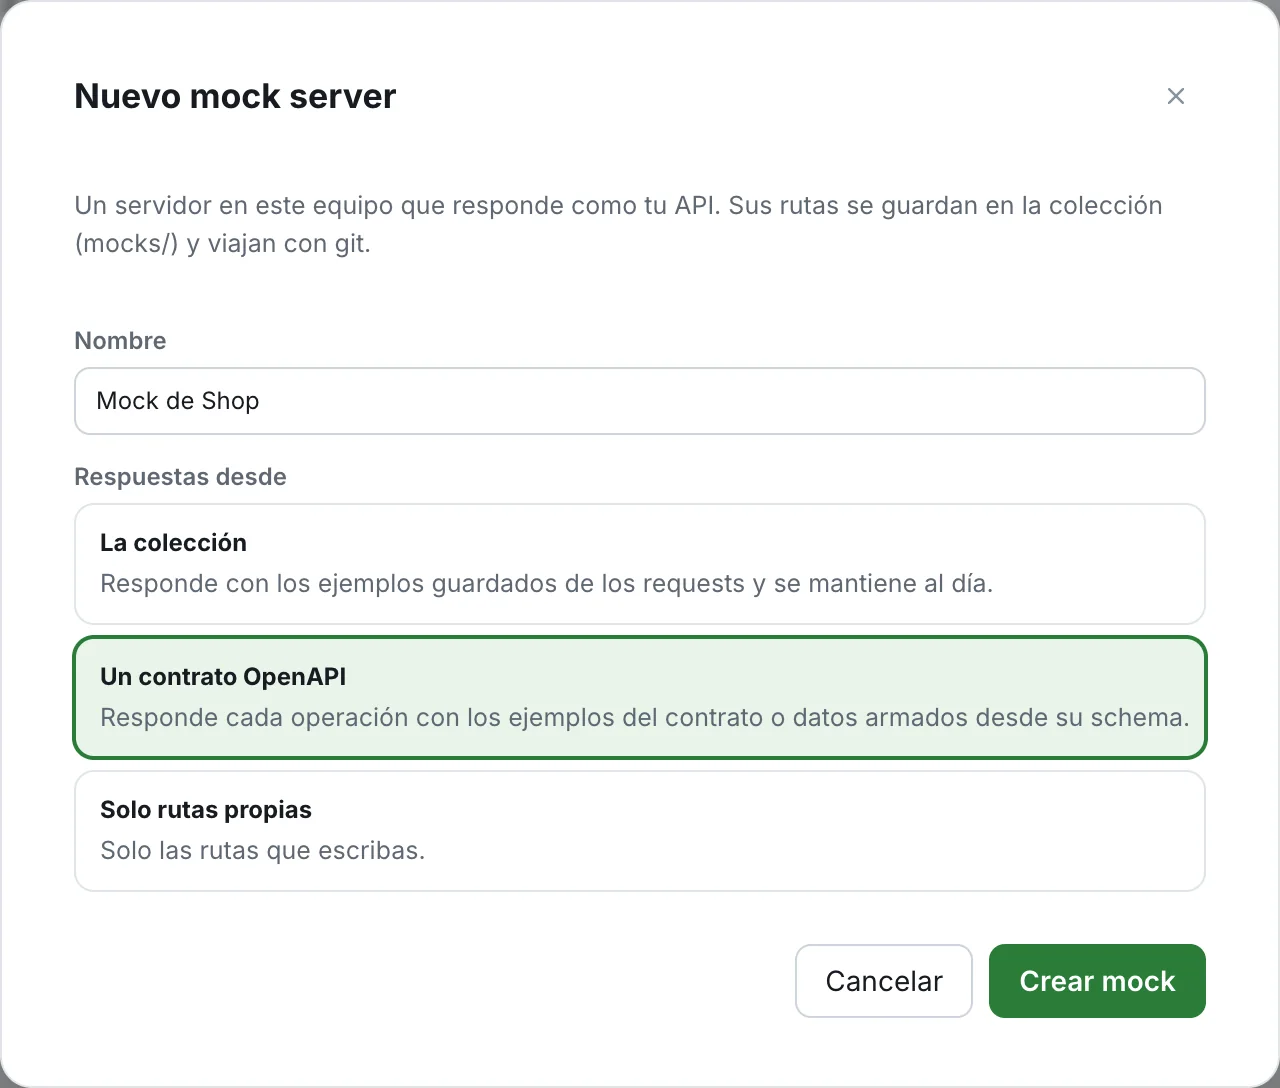 Nuevo mock server
Un servidor en este equipo que responde como tu API. Sus rutas se guardan en la colección
(mocks/) y viajan con git.
Nombre
Mock de Shop
Respuestas desde
La colección
Responde con los ejemplos guardados de los requests y se mantiene al día.
Un contrato OpenAPI
Responde cada operación con los ejemplos del contrato o datos armados desde su schema.
Solo rutas propias
Solo las rutas que escribas.
Cancelar
Crear mock